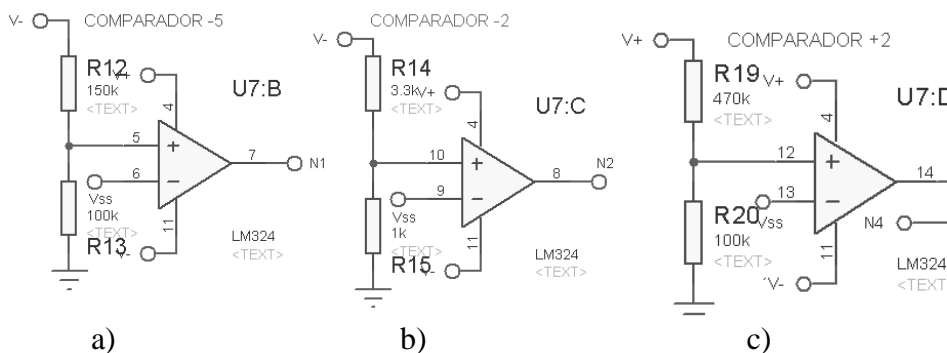 V- COMPARADOR -5
R12
150k
<TEXT>
V+
4
U7:B
5
6
7
N1
Vss
100k
<TEXT>
R13
11
V-
LM324
<TEXT>
a)
COMPARADOR -2
V-
R14
3.3k
<TEXT>
V+
4
U7:C
10
9
8
N2
Vss
1k
<TEXT>
R15
11
V-
LM324
<TEXT>
b)
V+ COMPARADOR +2
R19
470k
<TEXT>
V+
4
U7:D
12
13
14
N4
R20
Vss
100k
<TEXT>
11
V-
LM324
<TEXT>
c)